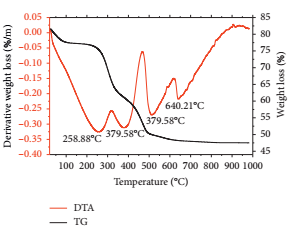 0.05
0.00
−0.05
−0.10
−0.15
−0.20
−0.25
−0.30
−0.35
−0.40
Derivative weight loss (%/m)
85
80
75
70
65
60
55
50
45
Weight loss (%)
258.88°C
379.58°C
379.58°C
640.21°C
100 200 300 400 500 600 700 800 900 1000
Temperature (°C)
DTA
TG